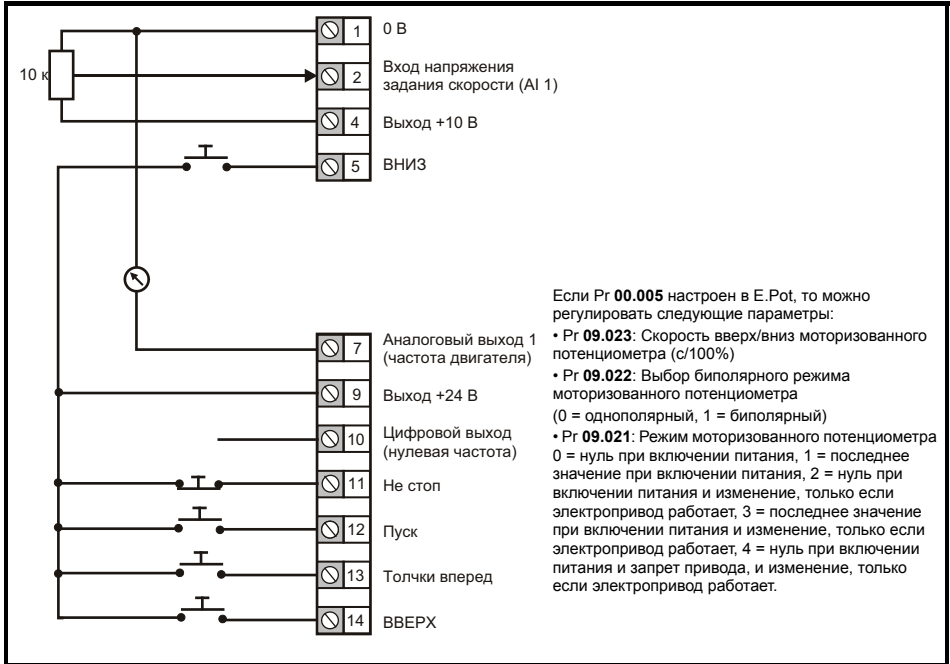 1
0 В
10 к
2
Вход напряжения
задания скорости (AI 1)
4
Выход +10 В
5
ВНИЗ
7
Аналоговый выход 1
(частота двигателя)
9
Выход +24 В
10
Цифровой выход
(нулевая частота)
11
Не стоп
12
Пуск
13
Толчки вперед
14
ВВЕРХ
Если Pr 00.005 настроен в E.Pot, то можно
регулировать следующие параметры:
• Pr 09.023: Скорость вверх/вниз моторизованного
потенциометра (с/100%)
• Pr 09.022: Выбор биполярного режима
моторизованного потенциометра
(0 = однополярный, 1 = биполярный)
• Pr 09.021: Режим моторизованного потенциометра
0 = нуль при включении питания, 1 = последнее
значение при включении питания, 2 = нуль при
включении питания и изменение, только если
электропривод работает, 3 = последнее значение
при включении питания и изменение, только если
электропривод работает, 4 = нуль при включении
питания и запрет привода, и изменение, только
если электропривод работает.